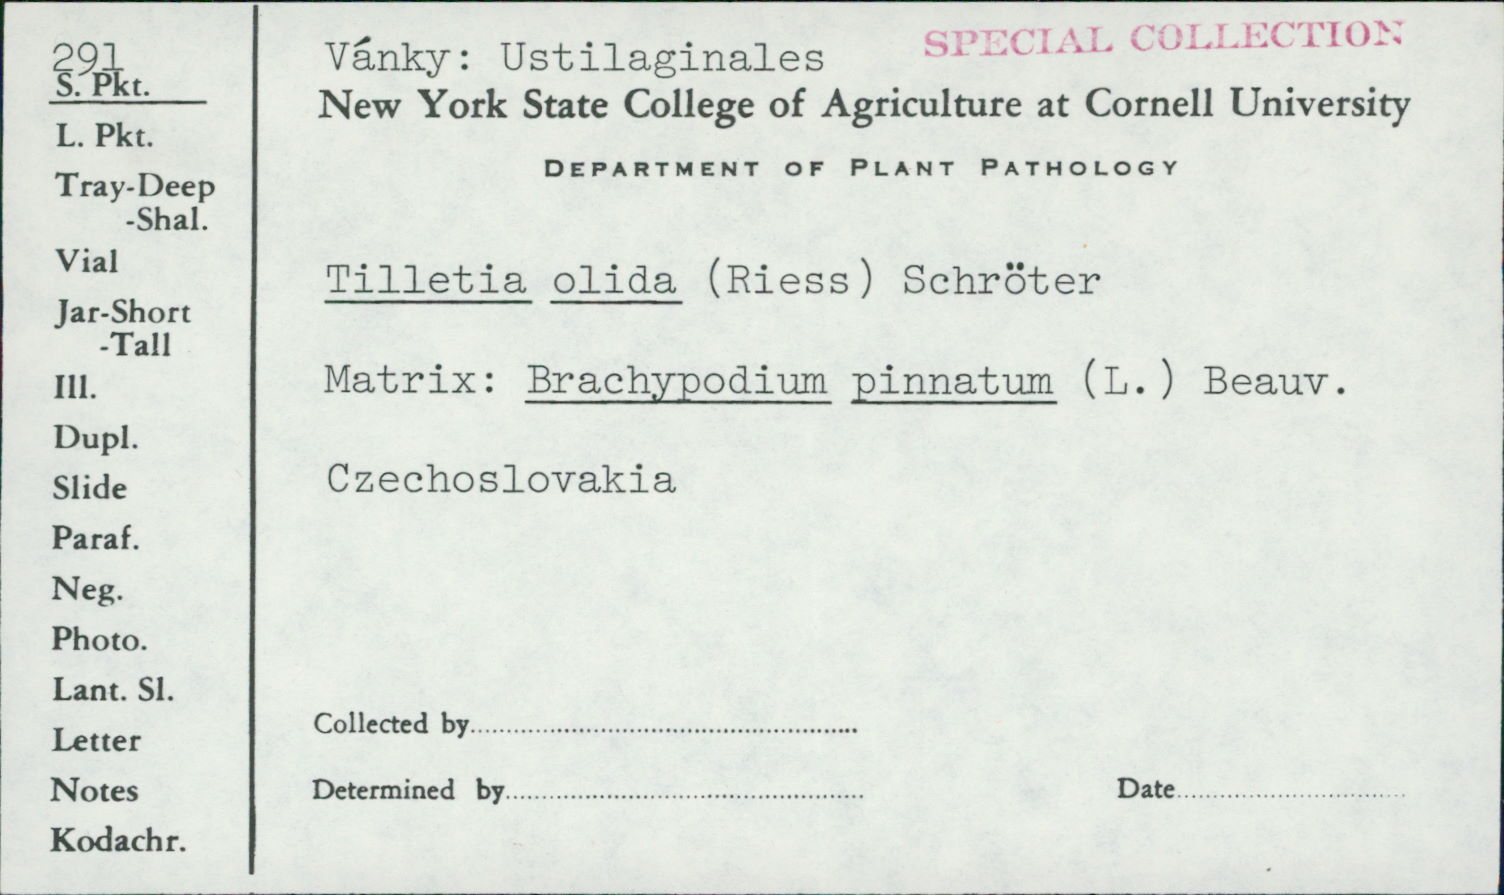 291
S. Pkt.
L. Pkt.
Tray-Deep
-Shal.
Vial
Jar-Short
-Tall
Ill.
Dupl.
Slide
Paraf.
Neg.
Photo.
Lant. Sl.
Letter
Notes
Kodachr.
SPECIAL COLLECTION
Vánky: Ustilaginales
New York State College of Agriculture at Cornell University
DEPARTMENT OF PLANT PATHOLOGY
Tilletia olida (Riess) Schröter
Matrix: Brachypodium pinnatum (L.) Beauv.
Czechoslovakia
Collected by
Determined by
Date